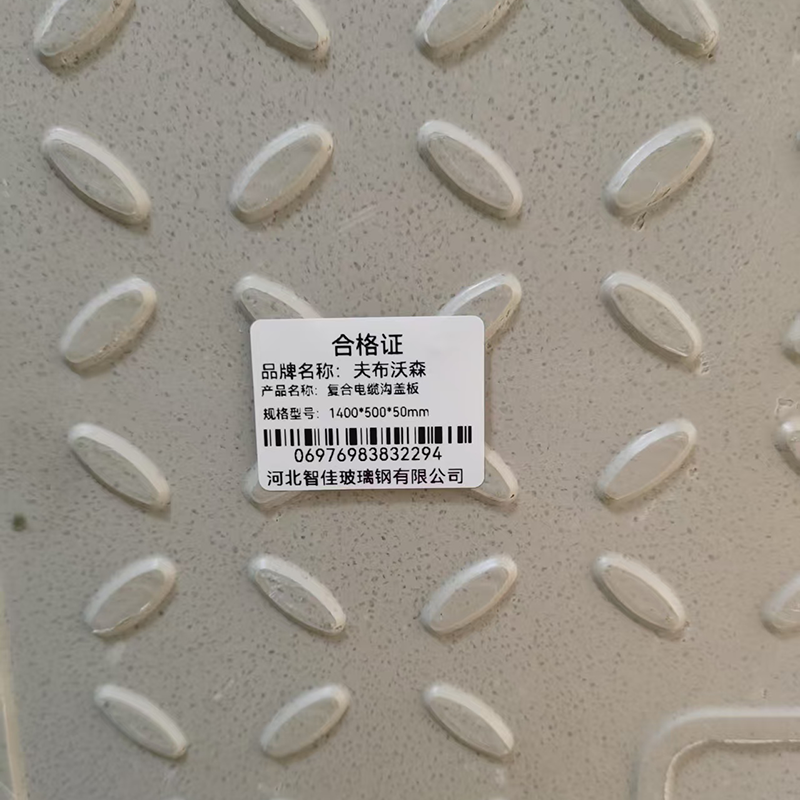 合格证
品牌名称：夫布沃森
产品名称：复合电缆沟盖板
规格型号：1400*500*50mm
06976983832294
河北智佳玻璃钢有限公司